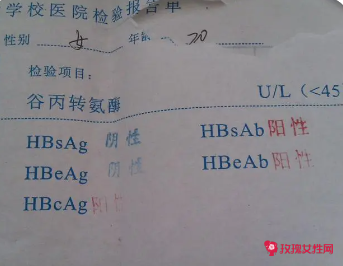 学校医院检验报告单
性别 女 年龄 20
检验项目：
谷丙转氨酶 U/L (<45
HBsAg 阴性 HBsAb 阳性
HBeAg 阴性 HBeAb 阳性
HBcAg 阳性
玫瑰女性网